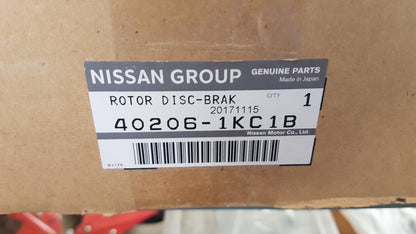 NISSAN GROUP GENUINE PARTS
Made in Japan
ROTOR DISC-BRAK QTY 1
20171115
40206-1KC1B
Nissan Motor Co., Ltd.